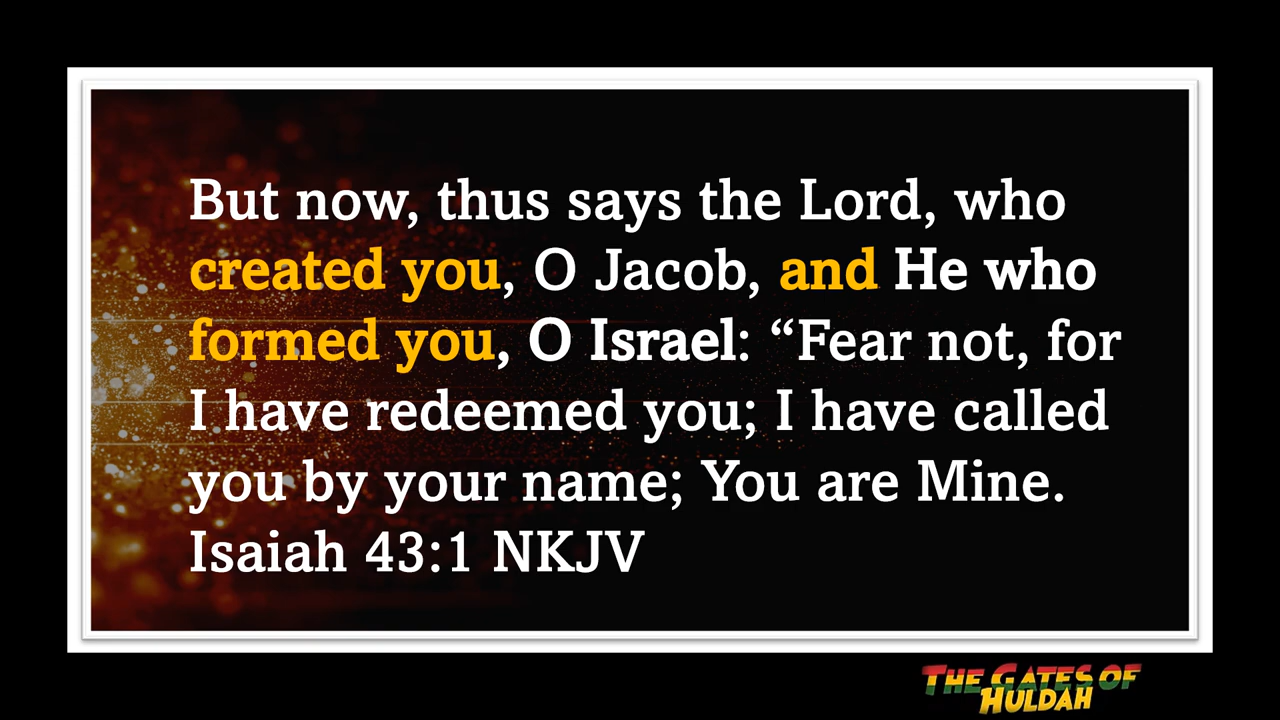 But now, thus says the Lord, who
created you, O Jacob, and He who
formed you, O Israel: “Fear not, for
I have redeemed you; I have called
you by your name; You are Mine.
Isaiah 43:1 NKJV
THE GATES OF
HULDAH